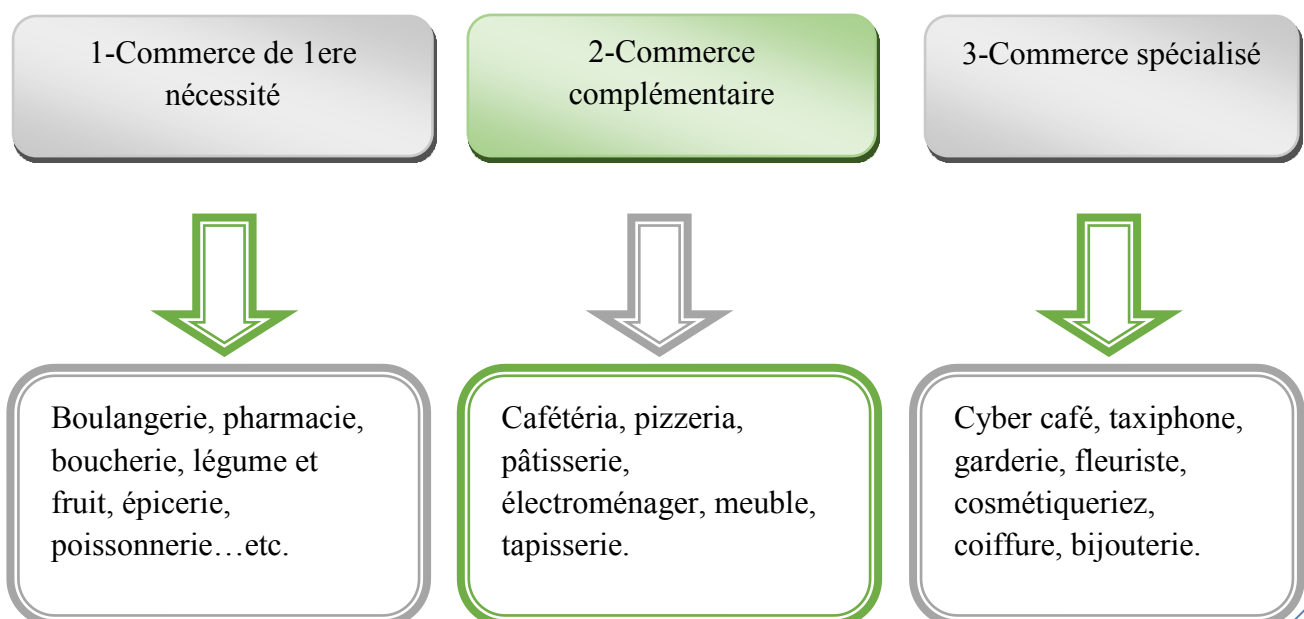 1-Commerce de 1ere
nécessité
2-Commerce
complémentaire
3-Commerce spécialisé
Boulangerie, pharmacie,
boucherie, légume et
fruit, épicerie,
poissonnerie…etc.
Cafétéria, pizzeria,
pâtisserie,
électroménager, meuble,
tapisserie.
Cyber café, taxiphone,
garderie, fleuriste,
cosmétiqueriez,
coiffure, bijouterie.